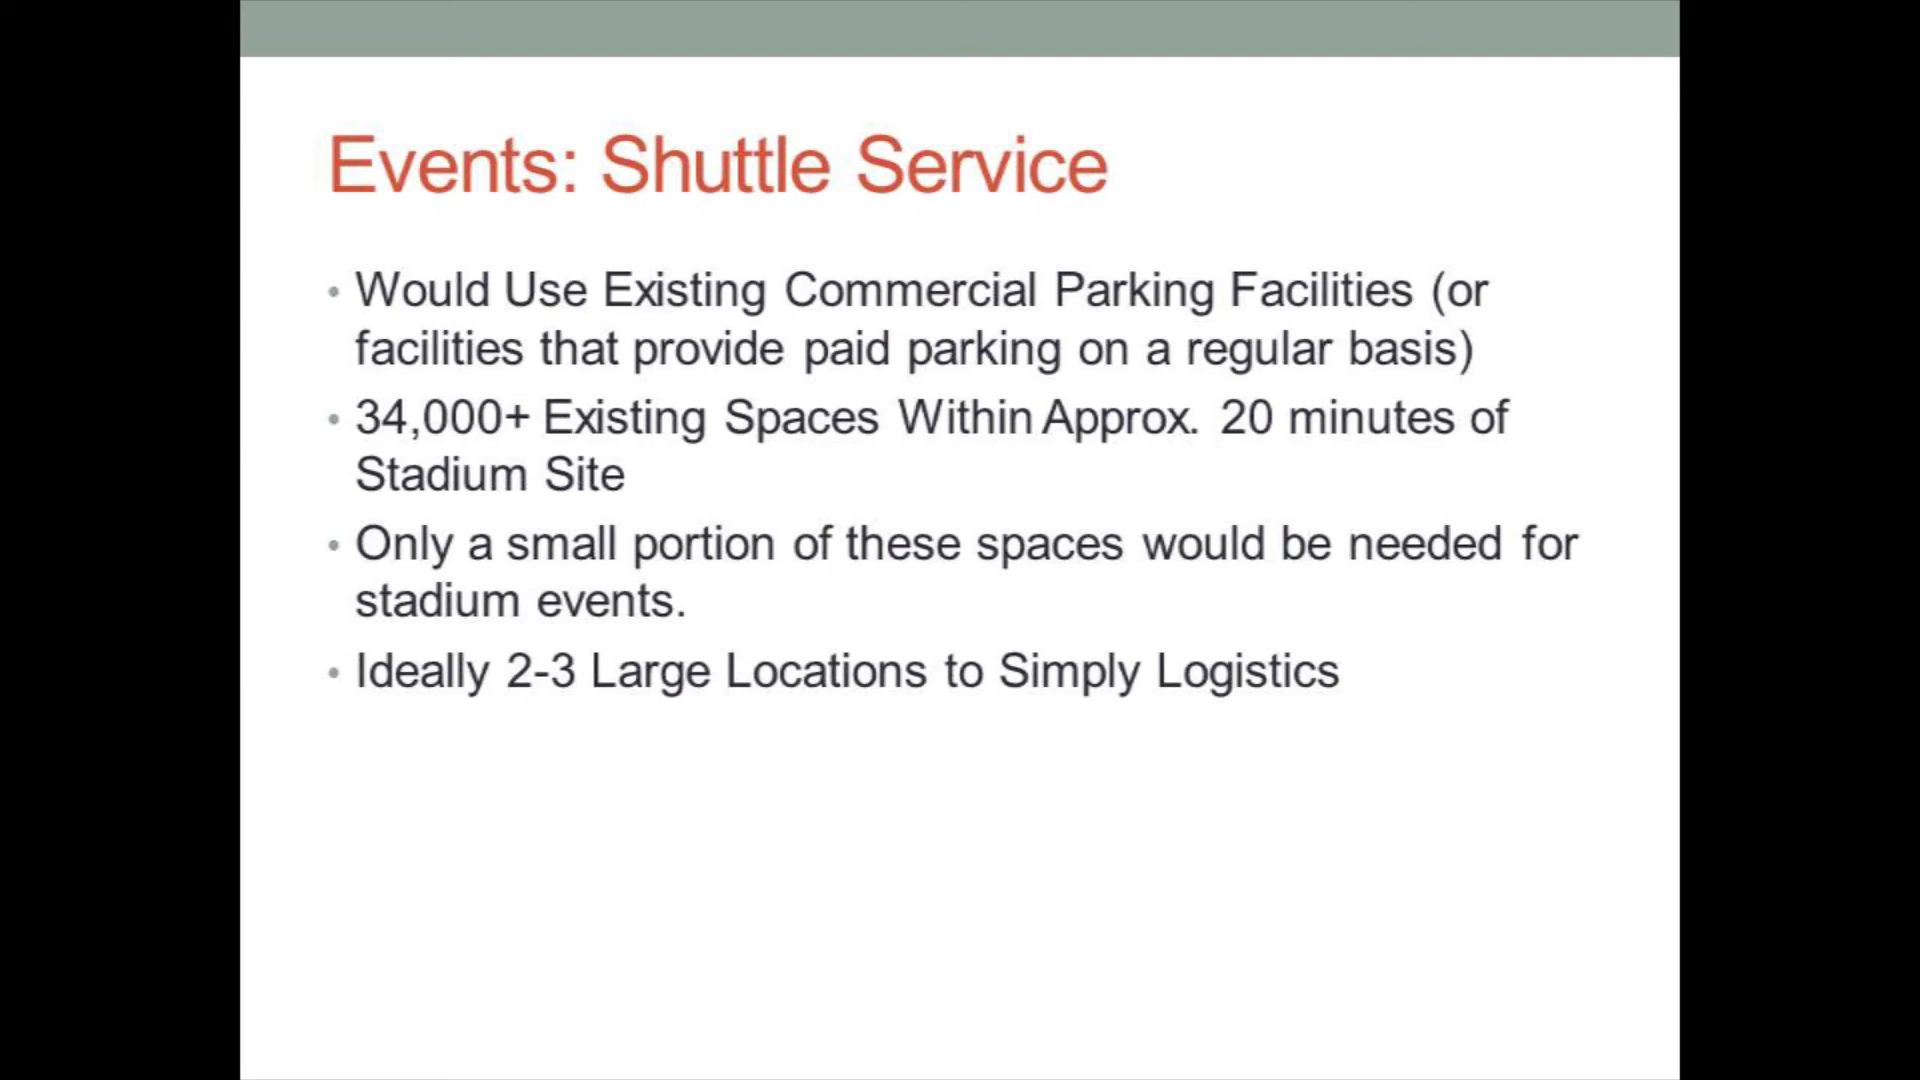 Events: Shuttle Service
• Would Use Existing Commercial Parking Facilities (or
facilities that provide paid parking on a regular basis)
• 34,000+ Existing Spaces Within Approx. 20 minutes of
Stadium Site
• Only a small portion of these spaces would be needed for
stadium events.
• Ideally 2-3 Large Locations to Simply Logistics